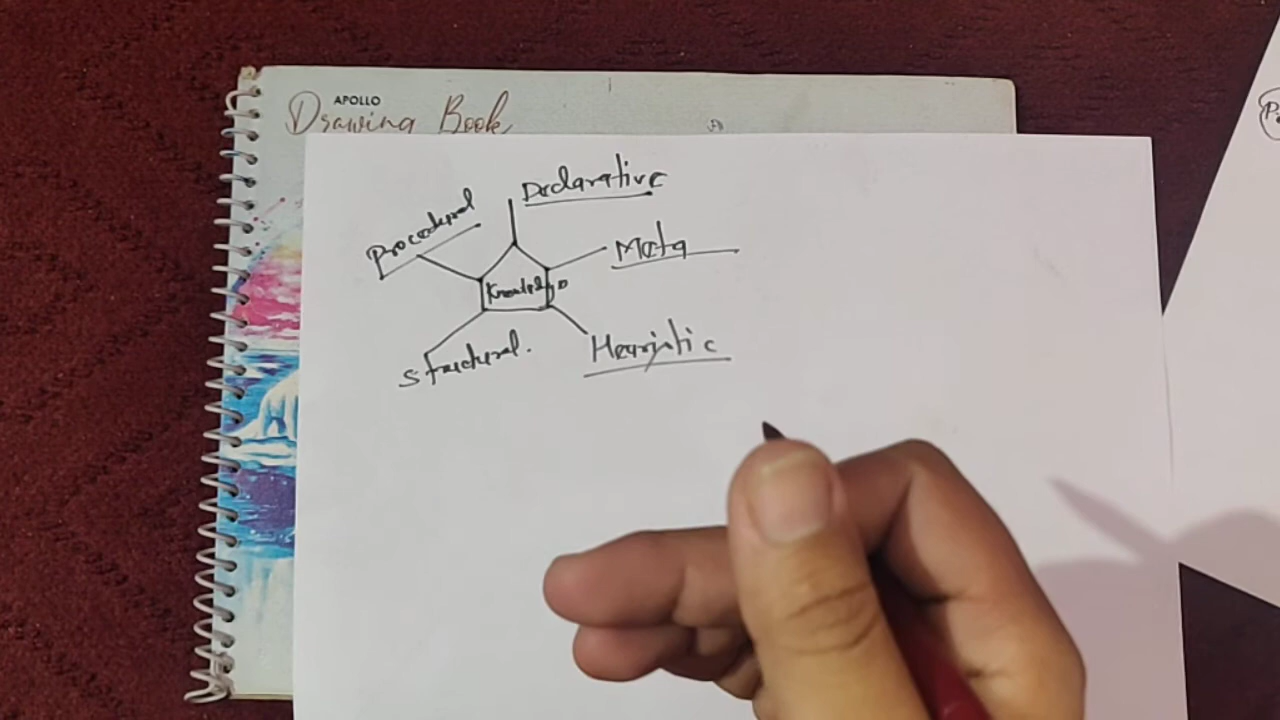 APOLLO
Drawing Book
Declarative
Procedural
Meta
Knowledge
Heuristic
Structural.